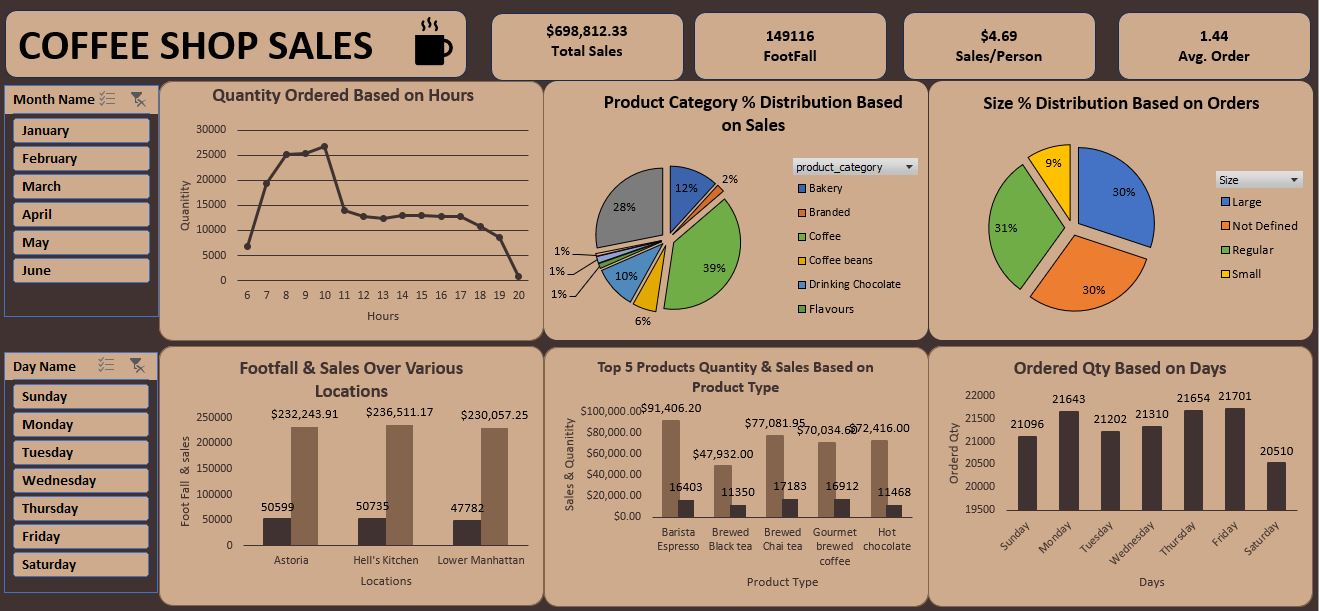 COFFEE SHOP SALES
$698,812.33
Total Sales
149116
FootFall
$4.69
Sales/Person
1.44
Avg. Order
Month Name
January
February
March
April
May
June
Day Name
Sunday
Monday
Tuesday
Wednesday
Thursday
Friday
Saturday
Quantity Ordered Based on Hours
30000
25000
20000
15000
10000
5000
0
Quanitity
6 7 8 9 10 11 12 13 14 15 16 17 18 19 20
Hours
Product Category % Distribution Based
on Sales
12%
2%
39%
6%
10%
1%
1%
1%
28%
product_category
Bakery
Branded
Coffee
Coffee beans
Drinking Chocolate
Flavours
Size % Distribution Based on Orders
30%
30%
31%
9%
Size
Large
Not Defined
Regular
Small
Footfall & Sales Over Various
Locations
250000
200000
150000
100000
50000
0
Foot Fall & sales
$232,243.91
$236,511.17
$230,057.25
50599
50735
47782
Astoria
Hell's Kitchen
Lower Manhattan
Locations
Top 5 Products Quantity & Sales Based on
Product Type
$100,000.00
$80,000.00
$60,000.00
$40,000.00
$20,000.00
$0.00
Sales & Quanitity
$91,406.20
$47,932.00
$77,081.95
$70,034.60
$72,416.00
16403
11350
17183
16912
11468
Barista
Espresso
Brewed
Black tea
Brewed
Chai tea
Gourmet
brewed
coffee
Hot
chocolate
Product Type
Ordered Qty Based on Days
22000
21500
21000
20500
20000
19500
Orderd Qty
21096
21643
21202
21310
21654
21701
20510
Sunday
Monday
Tuesday
Wednesday
Thursday
Friday
Saturday
Days